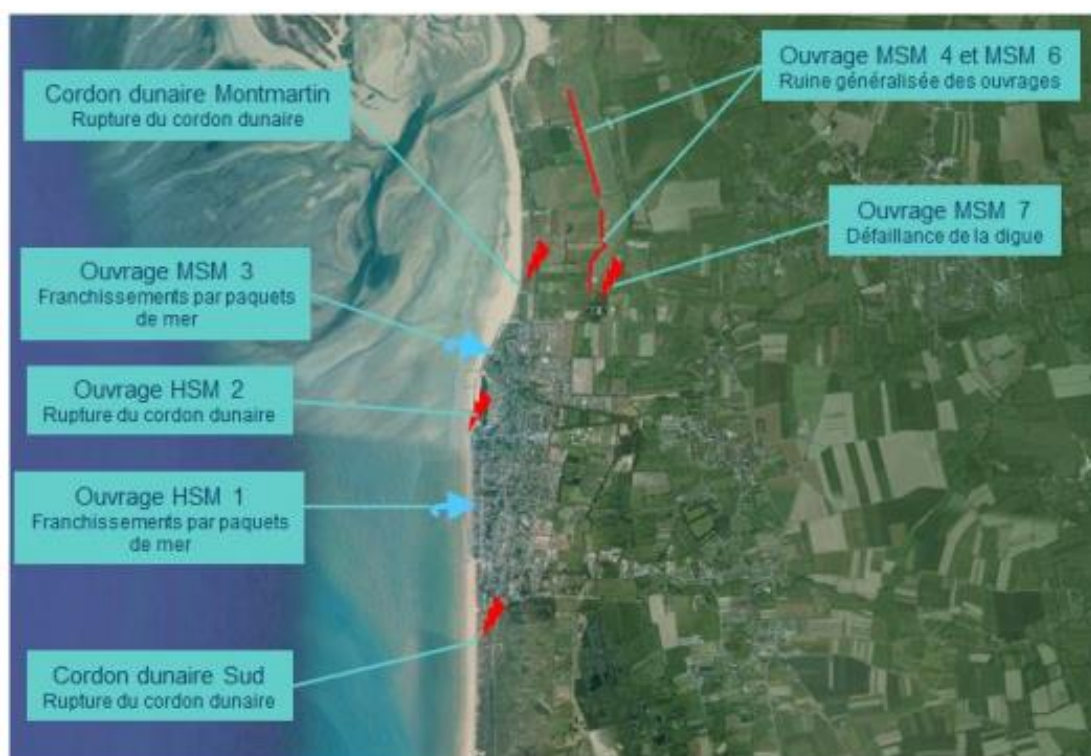 Cordon dunaire Montmartin
Rupture du cordon dunaire
Ouvrage MSM 4 et MSM 6
Ruine généralisée des ouvrages
Ouvrage MSM 7
Défaillance de la digue
Ouvrage MSM 3
Franchissements par paquets
de mer
Ouvrage HSM 2
Rupture du cordon dunaire
Ouvrage HSM 1
Franchissements par paquets
de mer
Cordon dunaire Sud
Rupture du cordon dunaire